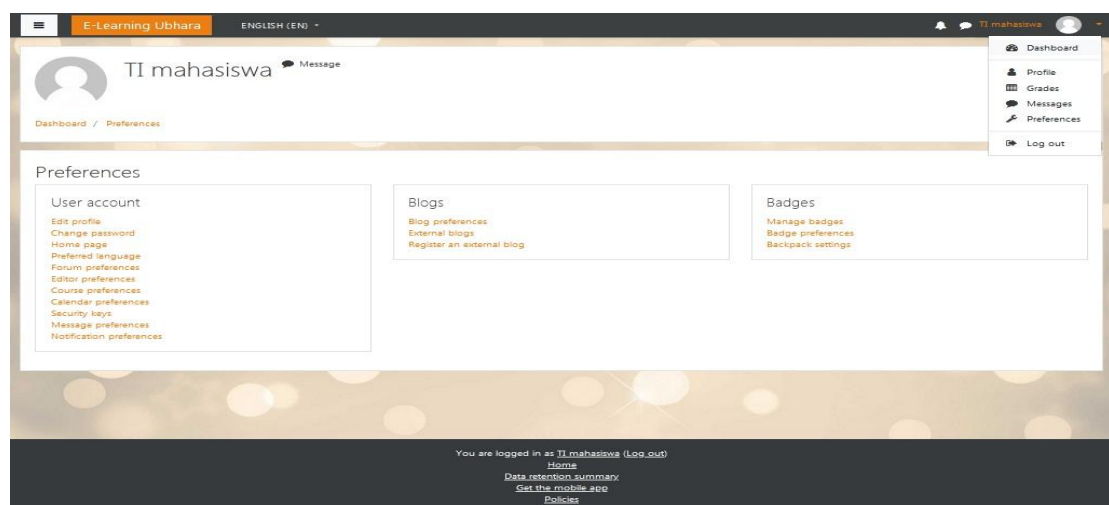 E-Learning Ubhara
ENGLISH (EN)
TI mahasiswa
Dashboard
Profile
Grades
Messages
Preferences
Log out
TI mahasiswa Message
Dashboard / Preferences
Preferences
User account
Edit profile
Change password
Home page
Preferred language
Forum preferences
Editor preferences
Course preferences
Calendar preferences
Security keys
Message preferences
Notification preferences
Blogs
Blog preferences
External blogs
Register an external blog
Badges
Manage badges
Badge preferences
Backpack settings
You are logged in as TI mahasiswa (Log out)
Home
Data retention summary
Get the mobile app
Policies